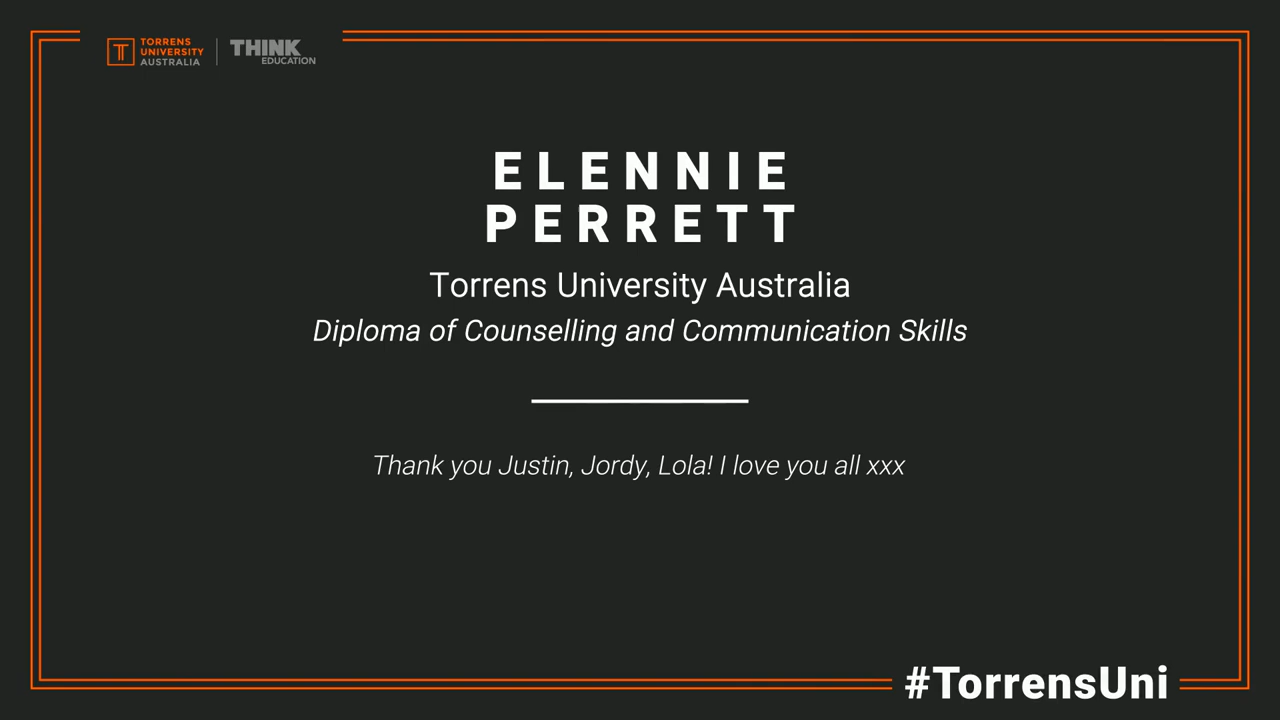 TORRENS
UNIVERSITY
AUSTRALIA
THINK
EDUCATION
ELENNIE
PERRETT
Torrens University Australia
Diploma of Counselling and Communication Skills
Thank you Justin, Jordy, Lola! I love you all xxx
#TorrensUni